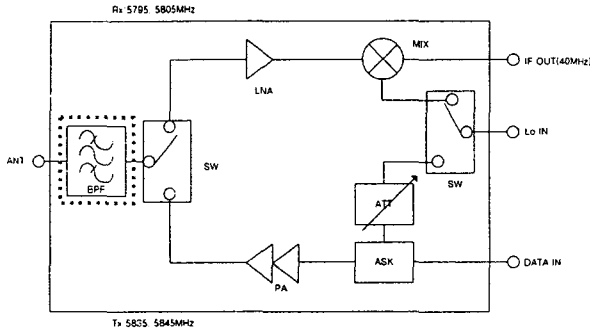 Rx 5795, 5805MHz
MIX
IF OUT(40MHz)
LNA
Lo IN
ANT
BPF
SW
SW
ATT
ASK
DATA IN
PA
Tx 5835, 5845MHz